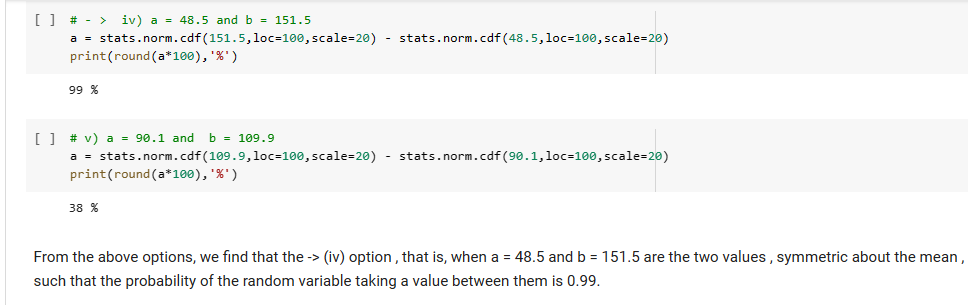 [ ] # - > iv) a = 48.5 and b = 151.5
a = stats.norm.cdf(151.5,loc=100,scale=20) - stats.norm.cdf(48.5,loc=100,scale=20)
print(round(a*100),'%')
99 %
[ ] # v) a = 90.1 and b = 109.9
a = stats.norm.cdf(109.9,loc=100,scale=20) - stats.norm.cdf(90.1,loc=100,scale=20)
print(round(a*100),'%')
38 %
From the above options, we find that the -> (iv) option , that is, when a = 48.5 and b = 151.5 are the two values , symmetric about the mean ,
such that the probability of the random variable taking a value between them is 0.99.